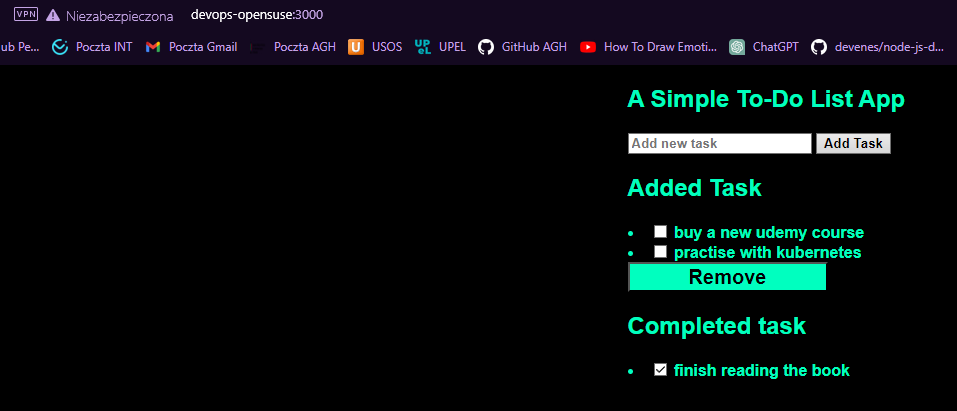 VPN Niezabezpieczona devops-opensuse:3000
ub Pe... Poczta INT Poczta Gmail Poczta AGH USOS UPEL GitHub AGH How To Draw Emoti... ChatGPT devenes/node-js-d...
A Simple To-Do List App
Add new task Add Task
Added Task
buy a new udemy course
practise with kubernetes
Remove
Completed task
finish reading the book